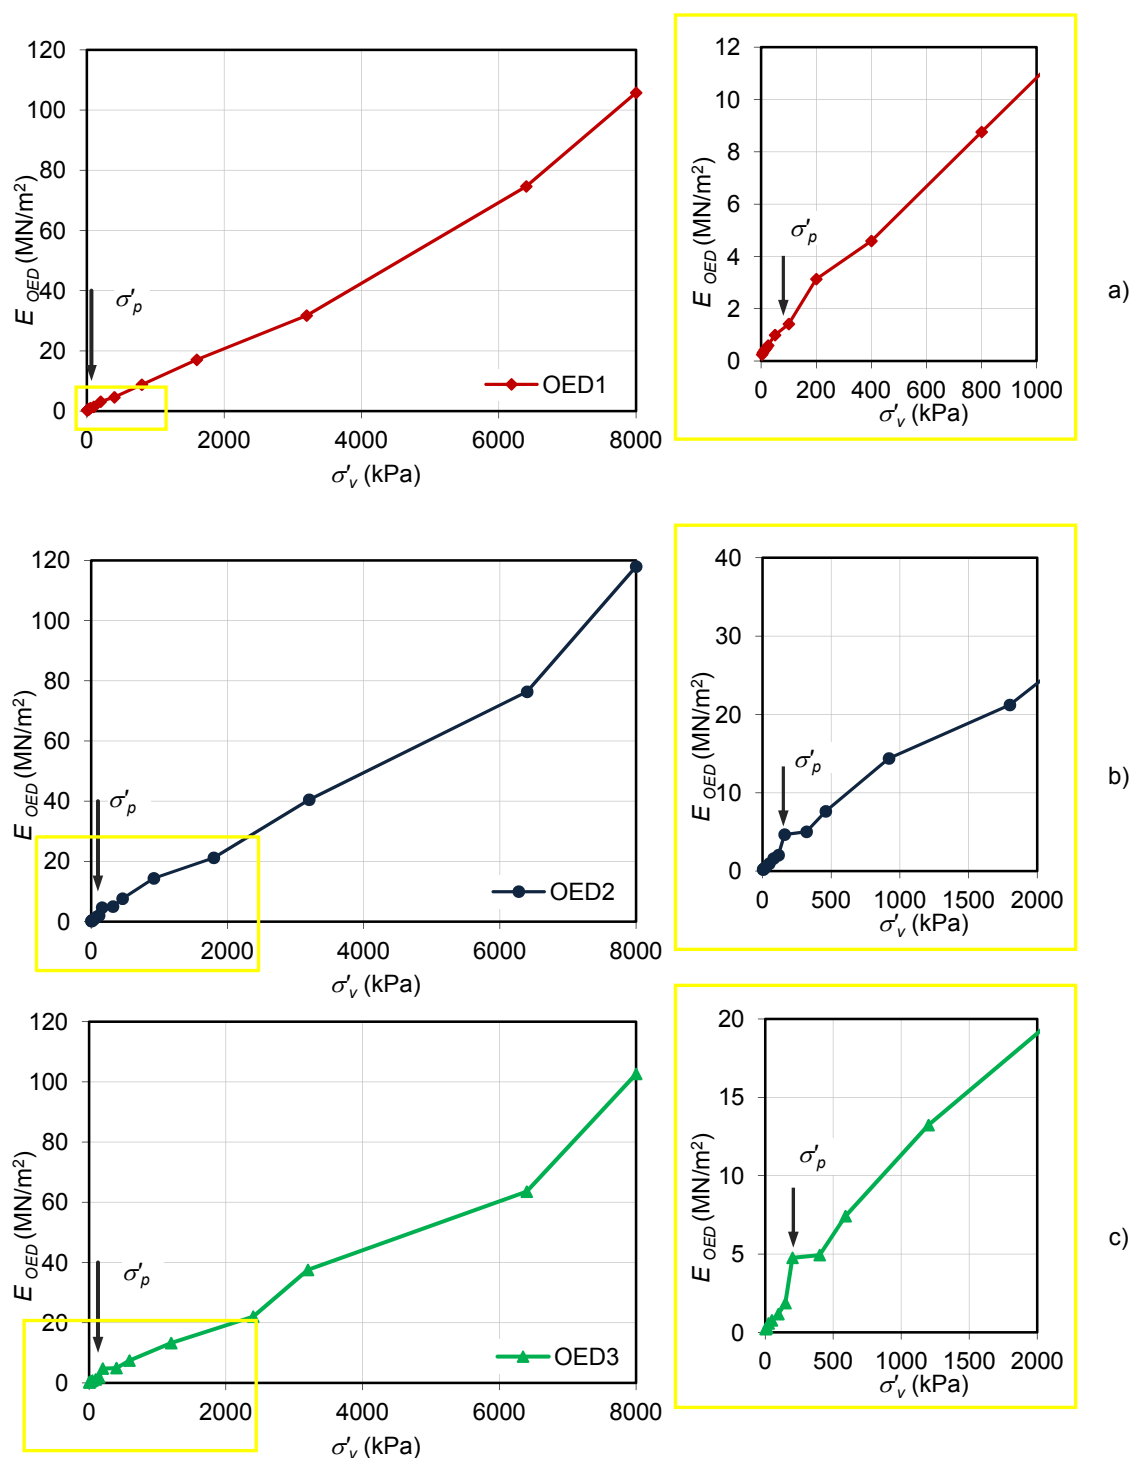 120
100
80
60
40
20
0
E OED (MN/m²)
σ'p
OED1
0 2000 4000 6000 8000
σ'v (kPa)
12
10
8
6
4
2
0
E OED (MN/m²)
σ'p
0 200 400 600 800 1000
σ'v (kPa)
a)
120
100
80
60
40
20
0
E OED (MN/m²)
σ'p
OED2
0 2000 4000 6000 8000
σ'v (kPa)
40
30
20
10
0
E OED (MN/m²)
σ'p
0 500 1000 1500 2000
σ'v (kPa)
b)
120
100
80
60
40
20
0
E OED (MN/m²)
σ'p
OED3
0 2000 4000 6000 8000
σ'v (kPa)
20
15
10
5
0
E OED (MN/m²)
σ'p
0 500 1000 1500 2000
σ'v (kPa)
c)